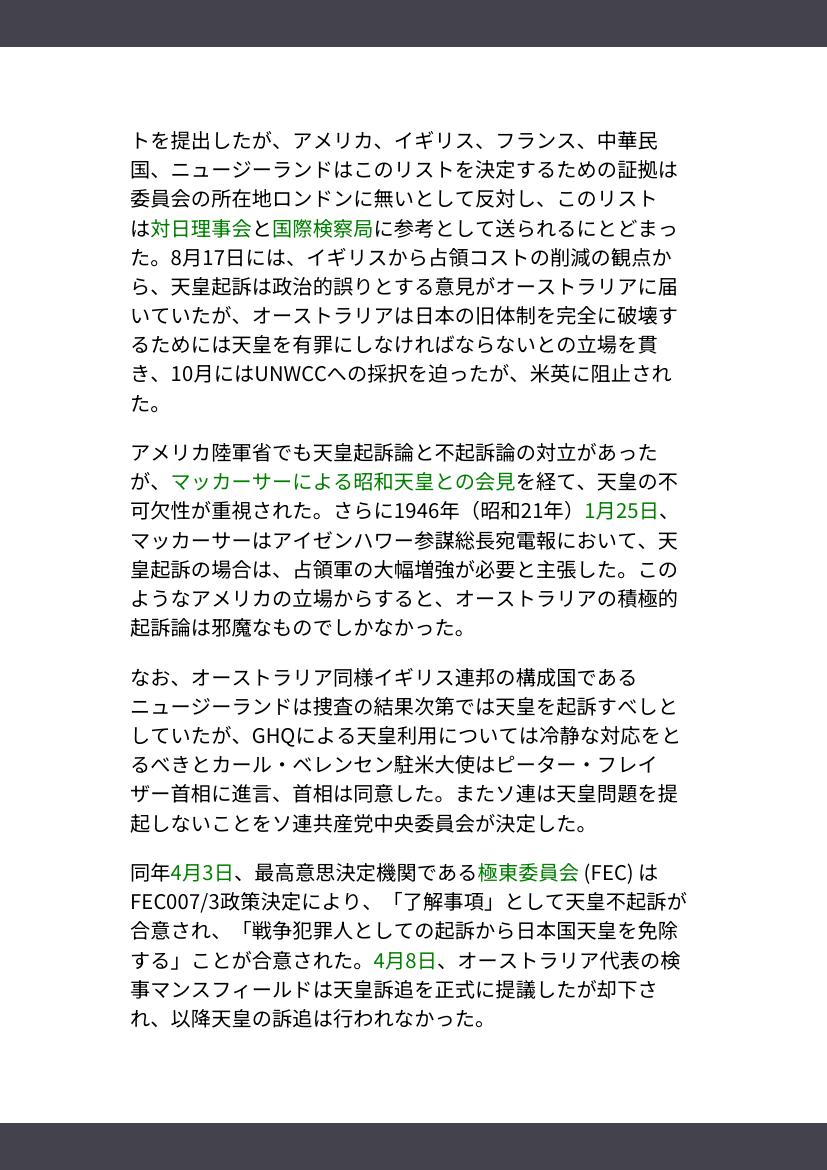 トを提出したが、アメリカ、イギリス、フランス、中華民
国、ニュージーランドはこのリストを決定するための証拠は
委員会の所在地ロンドンに無いとして反対し、このリスト
は対日理事会と国際検察局に参考として送られるにとどまっ
た。8月17日には、イギリスから占領コストの削減の観点か
ら、天皇起訴は政治的誤りとする意見がオーストラリアに届
いていたが、オーストラリアは日本の旧体制を完全に破壊す
るためには天皇を有罪にしなければならないとの立場を貫
き、10月にはUNWCCへの採択を迫ったが、米英に阻止され
た。
アメリカ陸軍省でも天皇起訴論と不起訴論の対立があった
が、マッカーサーによる昭和天皇との会見を経て、天皇の不
可欠性が重視された。さらに1946年（昭和21年）1月25日、
マッカーサーはアイゼンハワー参謀総長宛電報において、天
皇起訴の場合は、占領軍の大幅増強が必要と主張した。この
ようなアメリカの立場からすると、オーストラリアの積極的
起訴論は邪魔なものでしかなかった。
なお、オーストラリア同様イギリス連邦の構成国である
ニュージーランドは捜査の結果次第では天皇を起訴すべしと
していたが、GHQによる天皇利用については冷静な対応をと
るべきとカール・ベレンセン駐米大使はピーター・フレイ
ザー首相に進言、首相は同意した。またソ連は天皇問題を提
起しないことをソ連共産党中央委員会が決定した。
同年4月3日、最高意思決定機関である極東委員会 (FEC) は
FEC007/3政策決定により、「了解事項」として天皇不起訴が
合意され、「戦争犯罪人としての起訴から日本国天皇を免除
する」ことが合意された。4月8日、オーストラリア代表の検
事マンスフィールドは天皇訴追を正式に提議したが却下さ
れ、以降天皇の訴追は行われなかった。